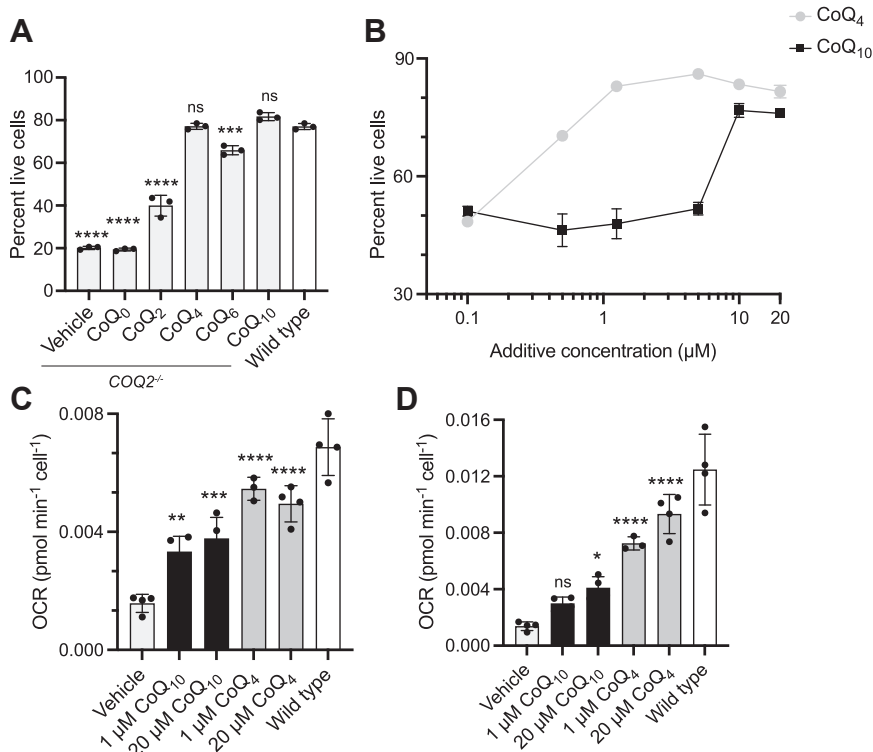 A
Percent live cells
100
80
60
40
20
0
****
****
****
ns
***
ns
Vehicle
CoQ0
CoQ2
CoQ4
CoQ6
CoQ10
Wild type
COQ2-/-
B
CoQ4
CoQ10
Percent live cells
90
60
30
0.1
1
10
20
Additive concentration (µM)
C
OCR (pmol min-1 cell-1)
0.008
0.004
0.000
**
***
****
****
Vehicle
1 µM CoQ10
20 µM CoQ10
1 µM CoQ4
20 µM CoQ4
Wild type
D
OCR (pmol min-1 cell-1)
0.016
0.012
0.008
0.004
0.000
ns
*
****
****
Vehicle
1 µM CoQ10
20 µM CoQ10
1 µM CoQ4
20 µM CoQ4
Wild type